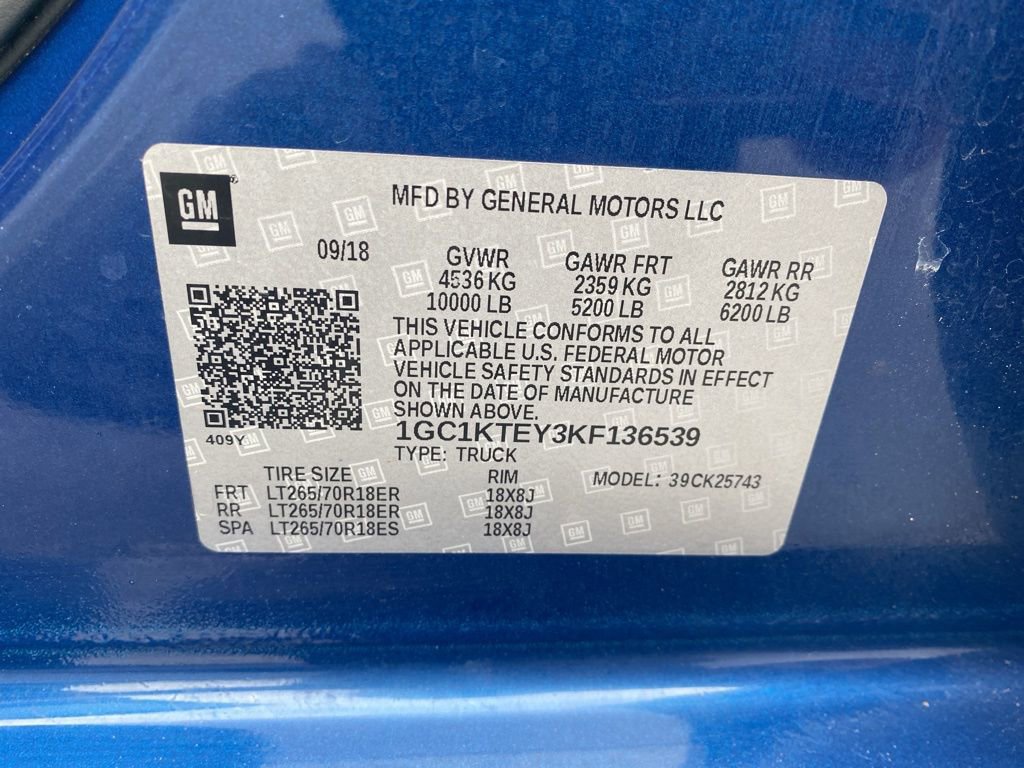 GM
MFD BY GENERAL MOTORS LLC
09/18
GVWR GAWR FRT GAWR RR
4536 KG 2359 KG 2812 KG
10000 LB 5200 LB 6200 LB
THIS VEHICLE CONFORMS TO ALL
APPLICABLE U.S. FEDERAL MOTOR
VEHICLE SAFETY STANDARDS IN EFFECT
ON THE DATE OF MANUFACTURE
SHOWN ABOVE.
409Y
1GC1KTEY3KF136539
TYPE: TRUCK
TIRE SIZE RIM MODEL: 39CK25743
FRT LT265/70R18ER 18X8J
RR LT265/70R18ER 18X8J
SPA LT265/70R18ES 18X8J